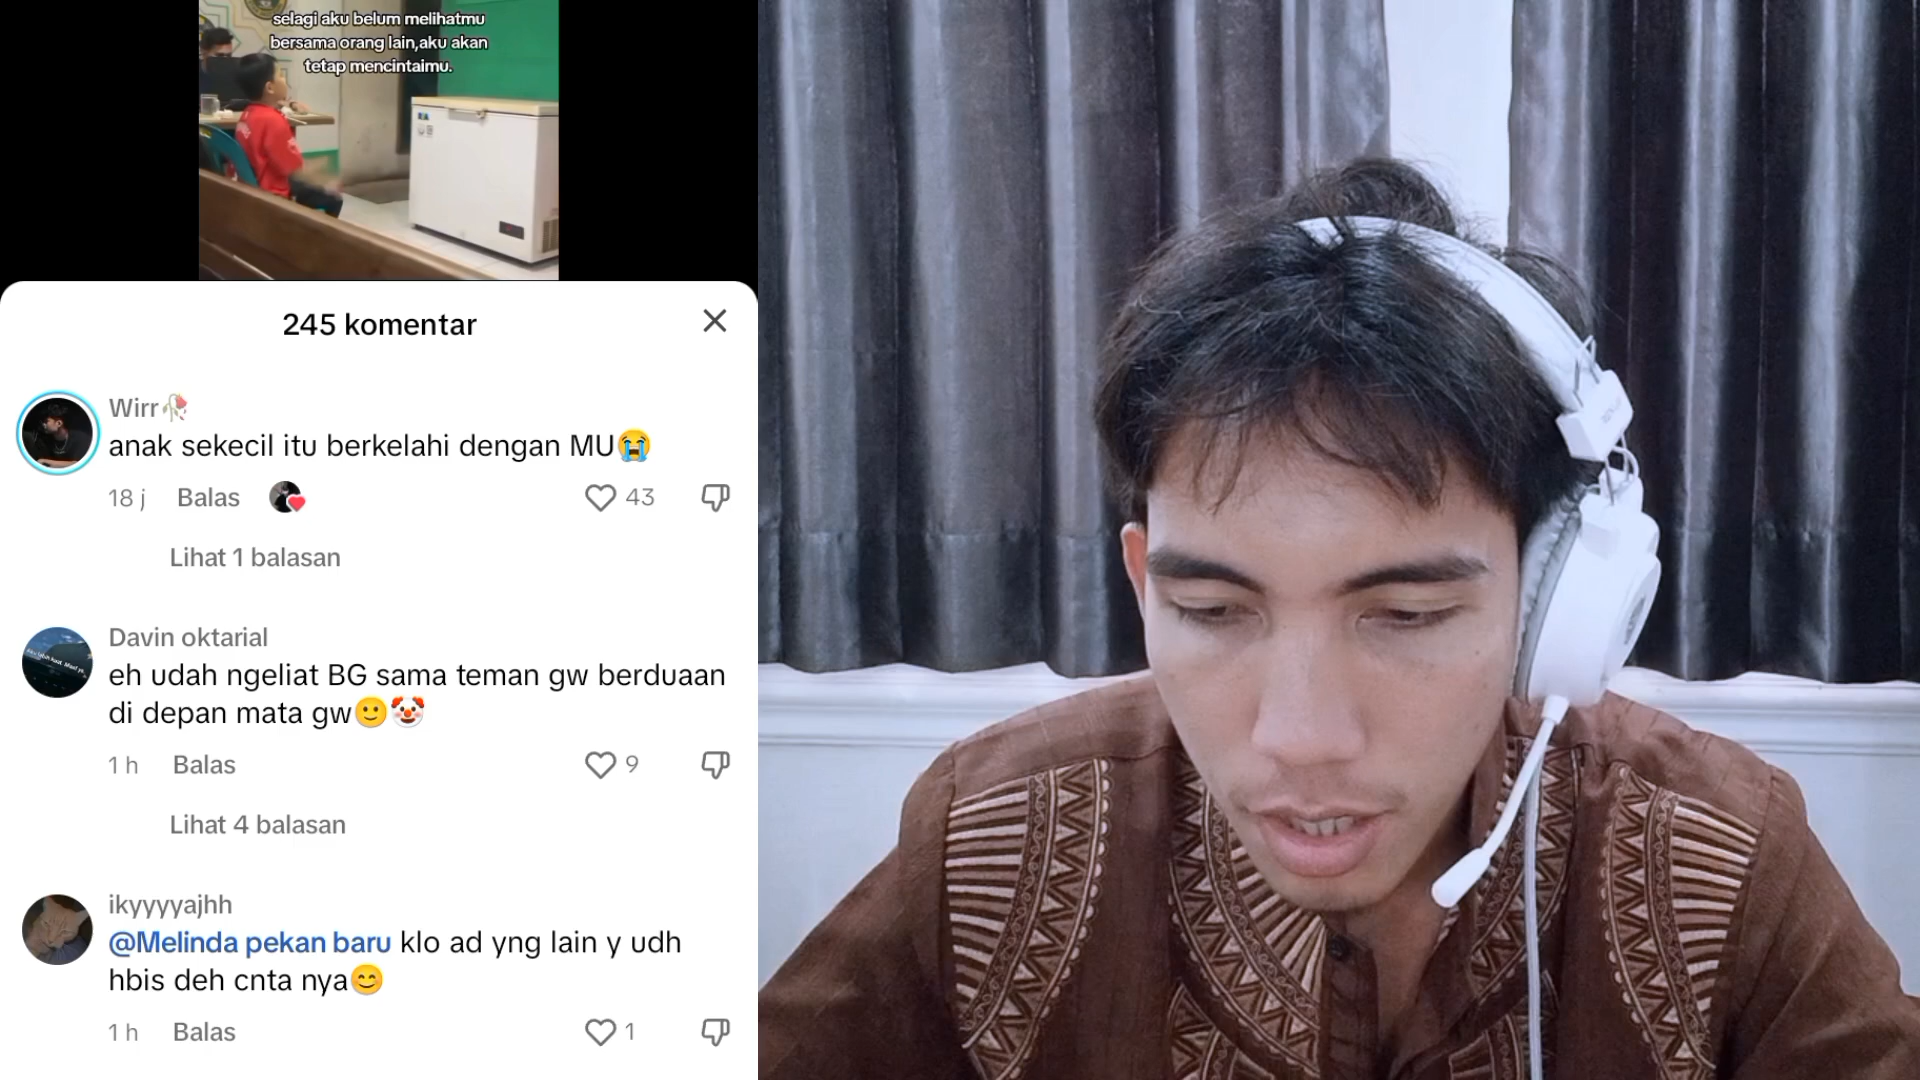 selagi aku belum melihatmu
bersama orang lain,aku akan
tetap mencintaimu.
245 komentar
Wirr🥀
anak sekecil itu berkelahi dengan MU😭
18 j Balas 43
Lihat 1 balasan
Davin oktarial
eh udah ngeliat BG sama teman gw berduaan
di depan mata gw🙂🤡
1 h Balas 9
Lihat 4 balasan
ikyyyyajhh
@Melinda pekan baru klo ad yng lain y udh
hbis deh cnta nya😊
1 h Balas 1